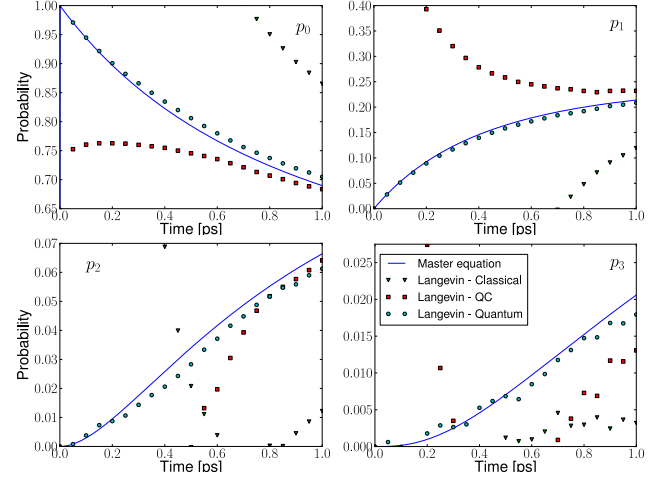 p0
Probability
1.00
0.95
0.90
0.85
0.80
0.75
0.70
0.65
0.0 0.2 0.4 0.6 0.8 1.0
Time [ps]
p1
0.40
0.35
0.30
0.25
0.20
0.15
0.10
0.05
0.00
0.0 0.2 0.4 0.6 0.8 1.0
Time [ps]
p2
Probability
0.07
0.06
0.05
0.04
0.03
0.02
0.01
0.00
0.0 0.2 0.4 0.6 0.8 1.0
Time [ps]
p3
Master equation
Langevin - Classical
Langevin - QC
Langevin - Quantum
0.025
0.020
0.015
0.010
0.005
0.000
0.0 0.2 0.4 0.6 0.8 1.0
Time [ps]